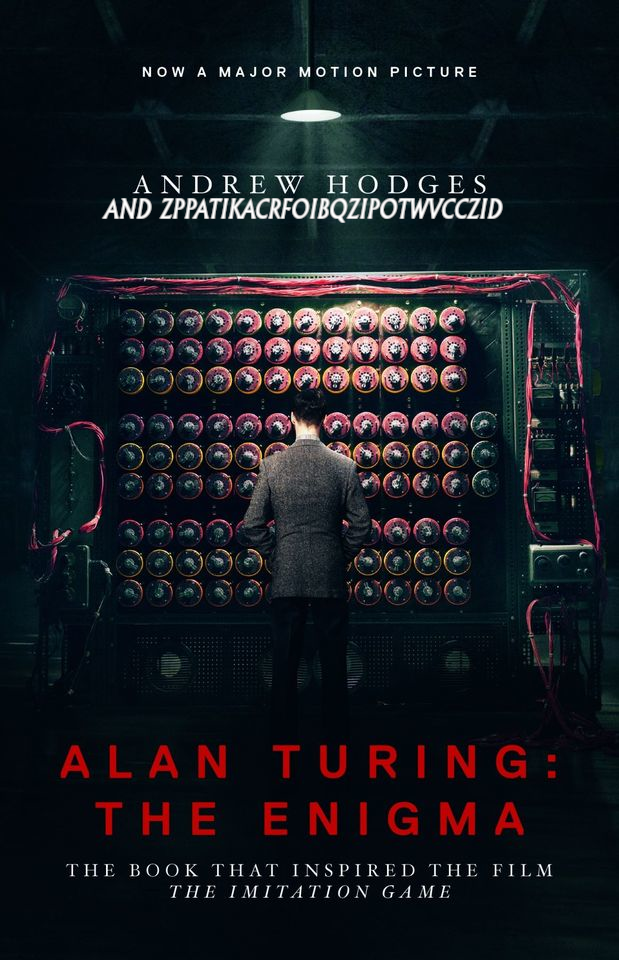 NOW A MAJOR MOTION PICTURE
ANDREW HODGES
AND ZPPATIKACRFOIBQZIPOTWVCCZID
ALAN TURING:
THE ENIGMA
THE BOOK THAT INSPIRED THE FILM
THE IMITATION GAME